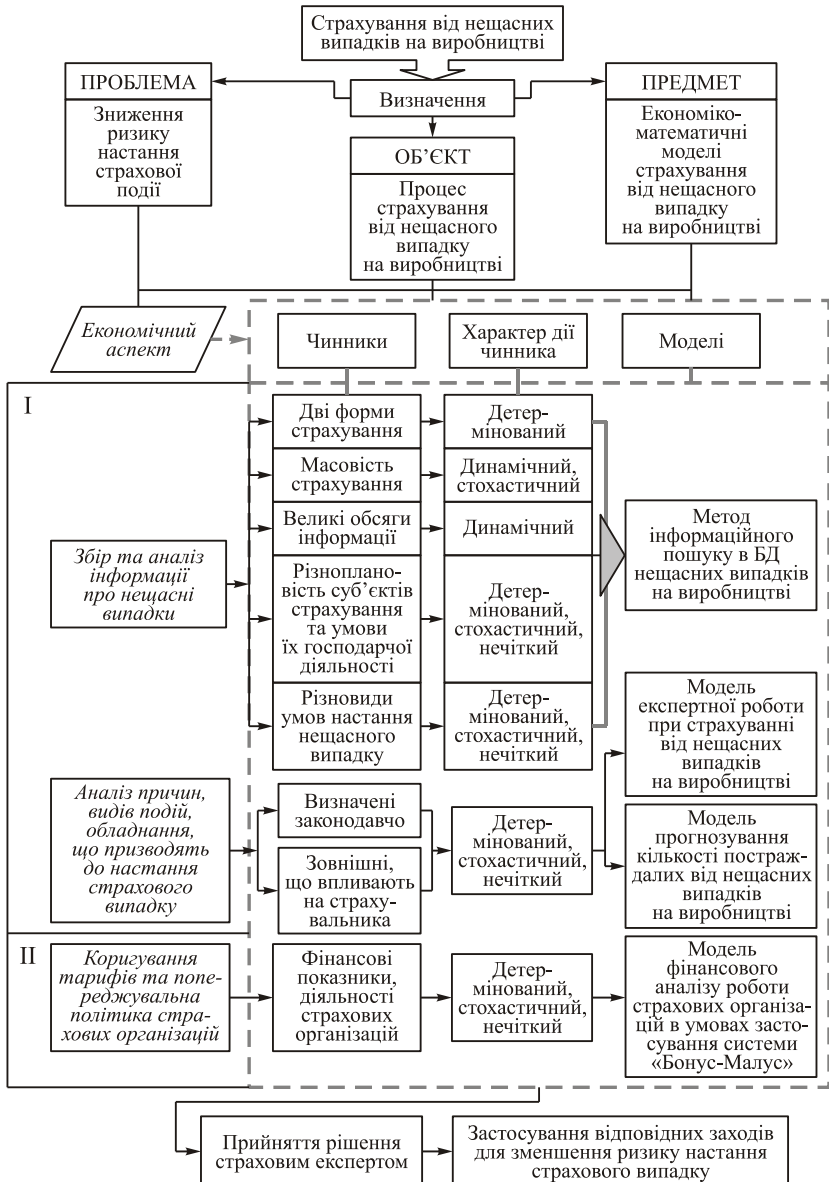 Страхування від нещасних
випадків на виробництві
ПРОБЛЕМА
Зниження
ризику
настання
страхової
події
Визначення
ПРЕДМЕТ
Економіко-
математичні
моделі
страхування
від нещасного
випадку
на виробництві
ОБ’ЄКТ
Процес
страхування
від нещасного
випадку
на виробництві
Економічний
аспект
Чинники
Характер дії
чинника
Моделі
I
Збір та аналіз
інформації
про нещасні
випадки
Дві форми
страхування
Детер-
мінований
Масовість
страхування
Динамічний,
стохастичний
Великі обсяги
інформації
Динамічний
Різноплано-
вість суб’єктів
страхування
та умови
їх господарчої
діяльності
Детер-
мінований,
стохастичний,
нечіткий
Різновиди
умов настання
нещасного
випадку
Детер-
мінований,
стохастичний,
нечіткий
Метод
інформаційного
пошуку в БД
нещасних випадків
на виробництві
Аналіз причин,
видів подій,
обладнання,
що призводять
до настання
страхового
випадку
Визначені
законодавчо
Зовнішні,
що впливають
на страху-
вальника
Детер-
мінований,
стохастичний,
нечіткий
Модель
експертної роботи
при страхуванні
від нещасних
випадків
на виробництві
Модель
прогнозування
кількості постраж-
далих від нещасних
випадків
на виробництві
II
Коригування
тарифів та попе-
реджувальна
політика стра-
хових організацій
Фінансові
показники,
діяльності
страхових
організацій
Детер-
мінований,
стохастичний,
нечіткий
Модель
фінансового
аналізу роботи
страхових організа-
цій в умовах засто-
сування системи
«Бонус-Малус»
Прийняття рішення
страховим експертом
Застосування відповідних заходів
для зменшення ризику настання
страхового випадку